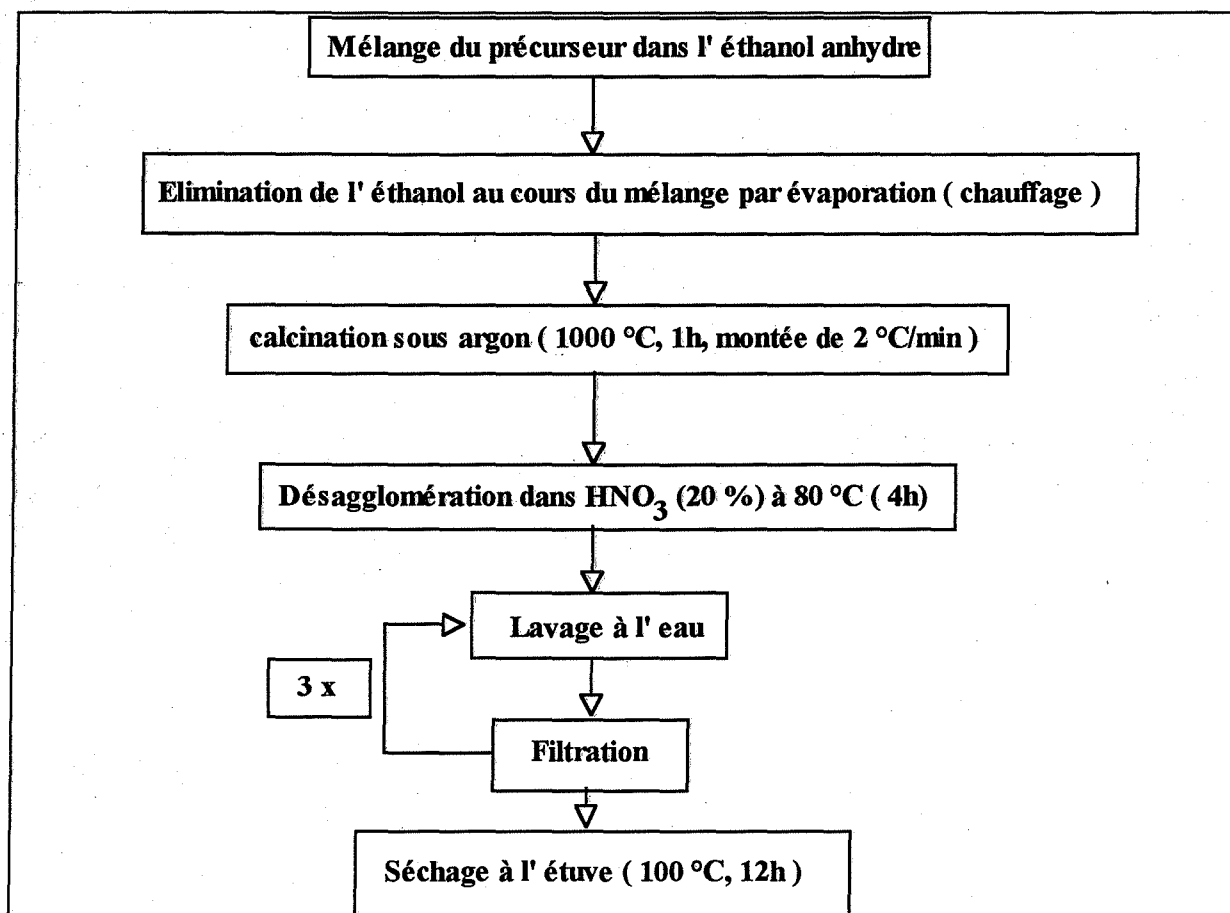 Mélange du précurseur dans l' éthanol anhydre
Elimination de l' éthanol au cours du mélange par évaporation ( chauffage )
calcination sous argon ( 1000 °C, 1h, montée de 2 °C/min )
Désagglomération dans HNO3 (20 %) à 80 °C ( 4h)
Lavage à l' eau
3 x
Filtration
Séchage à l' étuve ( 100 °C, 12h )